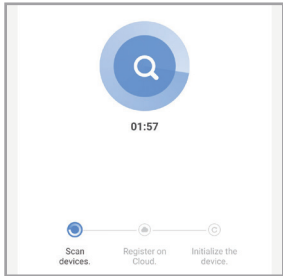 01:57
Scan Register on Initialize the
devices. Cloud. device.